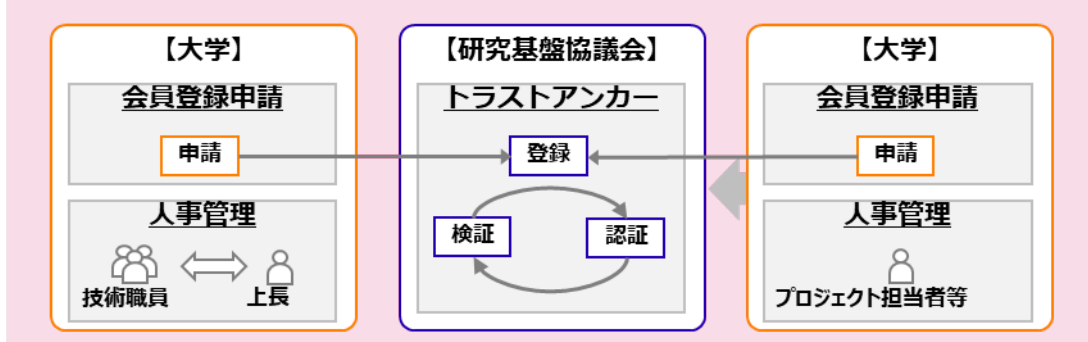 【大学】
会員登録申請
申請
人事管理
技術職員
上長
【研究基盤協議会】
トラストアンカー
登録
検証
認証
【大学】
会員登録申請
申請
人事管理
プロジェクト担当者等